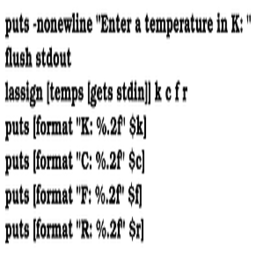 puts -nonewline "Enter a temperature in K: "
flush stdout
lassign [temps [gets stdin]] k c f r
puts [format "K: %.2f" $k]
puts [format "C: %.2f" $c]
puts [format "F: %.2f" $f]
puts [format "R: %.2f" $r]